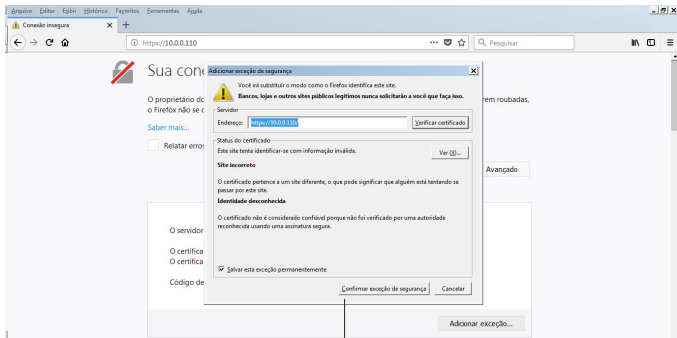 Arquivo Editar Exibir Histórico Favoritos Ferramentas Ajuda
Conexão insegura
https://10.0.0.110
Pesquisar
Sua con
Adicionar exceção de segurança
Você irá substituir o modo como o Firefox identifica este site.
Bancos, lojas e outros sites públicos legítimos nunca solicitarão a você que faça isso.
O proprietário do
rem roubadas,
o Firefox não se c
Servidor
Endereço: https://10.0.0.110/ Verificar certificado
Saber mais...
Relatar erros
Status do certificado
Este site tenta identificar-se com informação inválida.
Ver (X)...
Site incorreto
Avançado
O certificado pertence a um site diferente, o que pode significar que alguém está tentando se
passar por este site.
Identidade desconhecida
O certificado não é considerado confiável porque não foi verificado por uma autoridade
reconhecida usando uma assinatura segura.
O servidor
O certifica
O certifica
Salvar esta exceção permanentemente
Código de
Confirmar exceção de segurança Cancelar
Adicionar exceção...